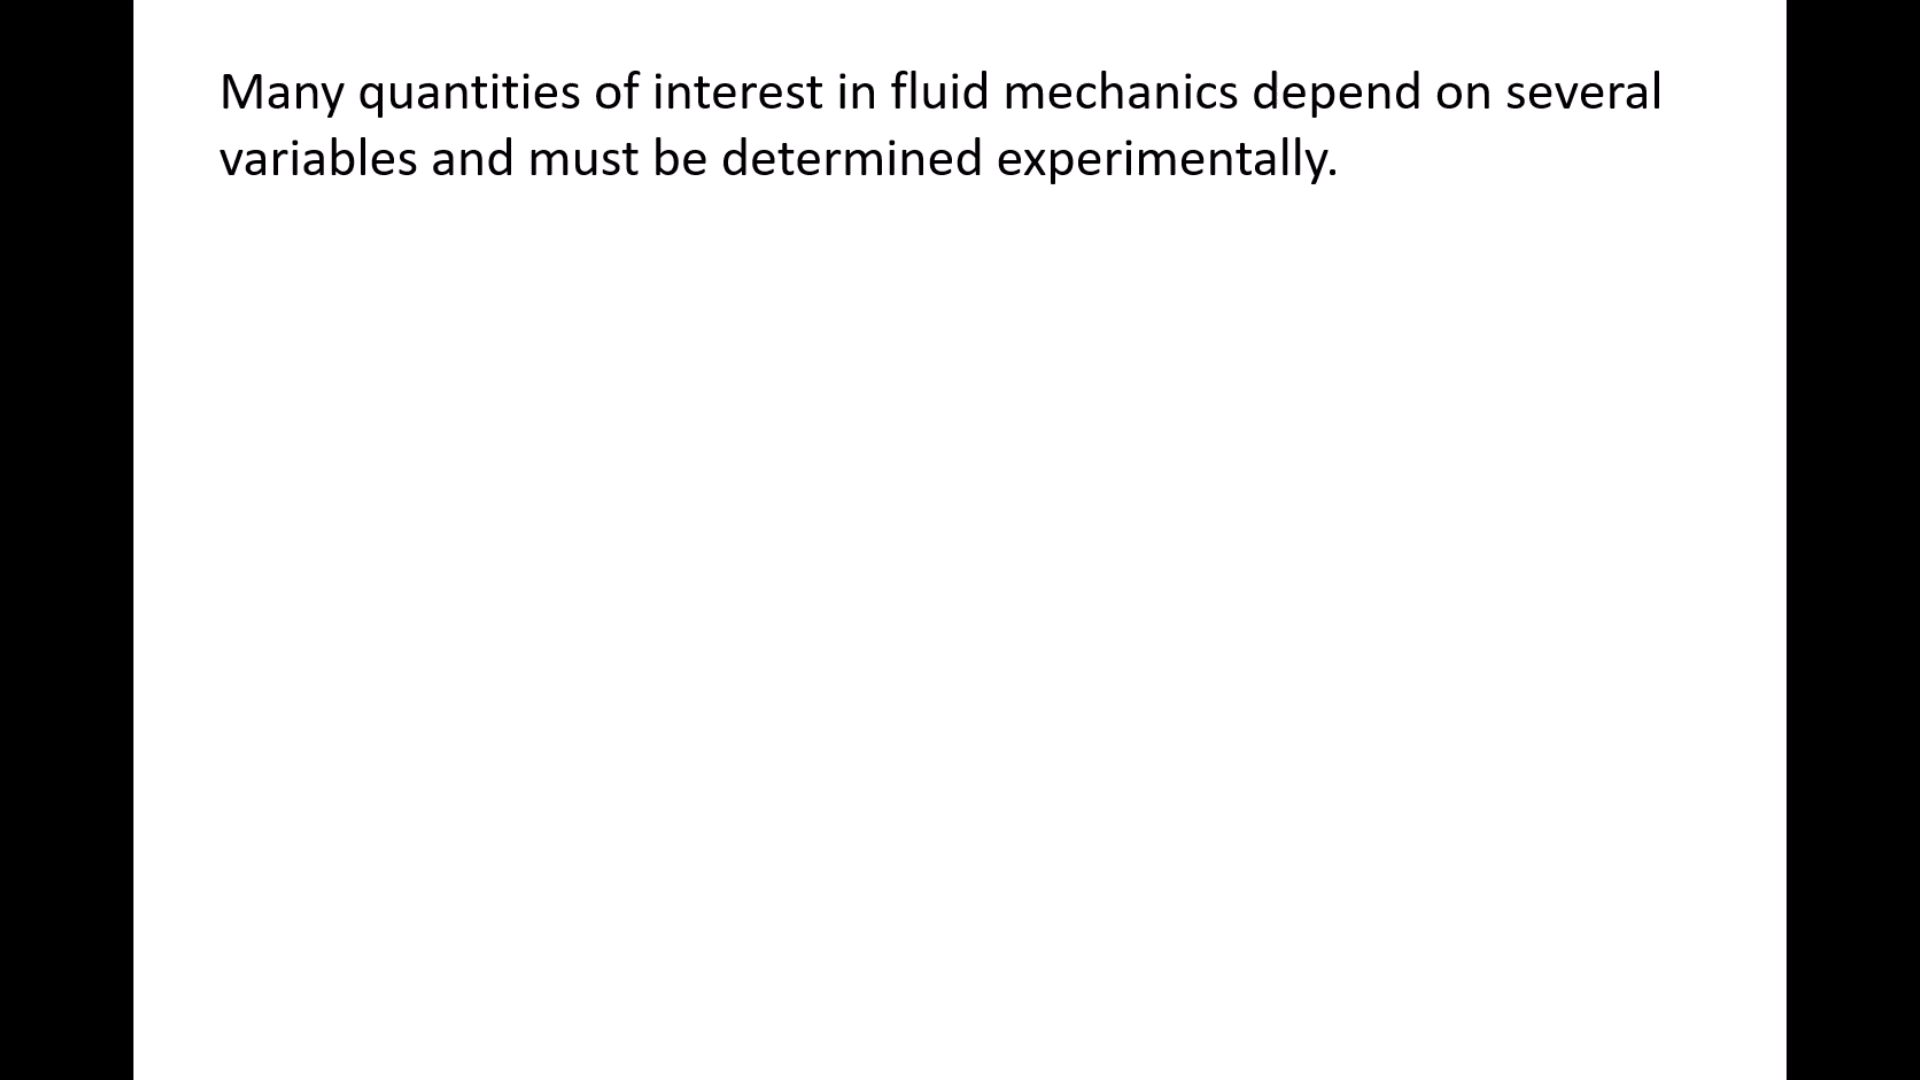 Many quantities of interest in fluid mechanics depend on several
variables and must be determined experimentally.